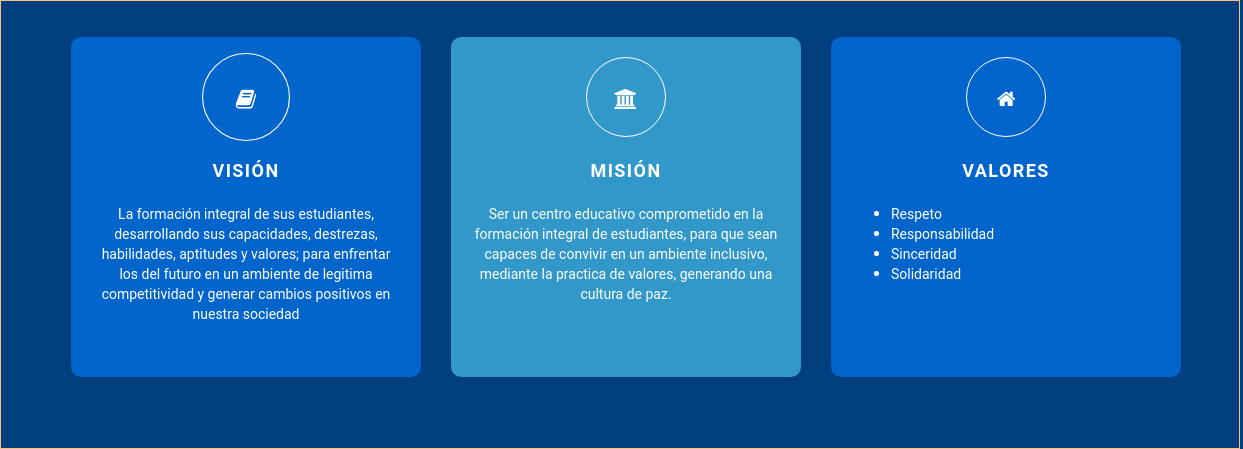 VISIÓN
La formación integral de sus estudiantes,
desarrollando sus capacidades, destrezas,
habilidades, aptitudes y valores; para enfrentar
los del futuro en un ambiente de legitima
competitividad y generar cambios positivos en
nuestra sociedad
MISIÓN
Ser un centro educativo comprometido en la
formación integral de estudiantes, para que sean
capaces de convivir en un ambiente inclusivo,
mediante la practica de valores, generando una
cultura de paz.
VALORES
Respeto
Responsabilidad
Sinceridad
Solidaridad